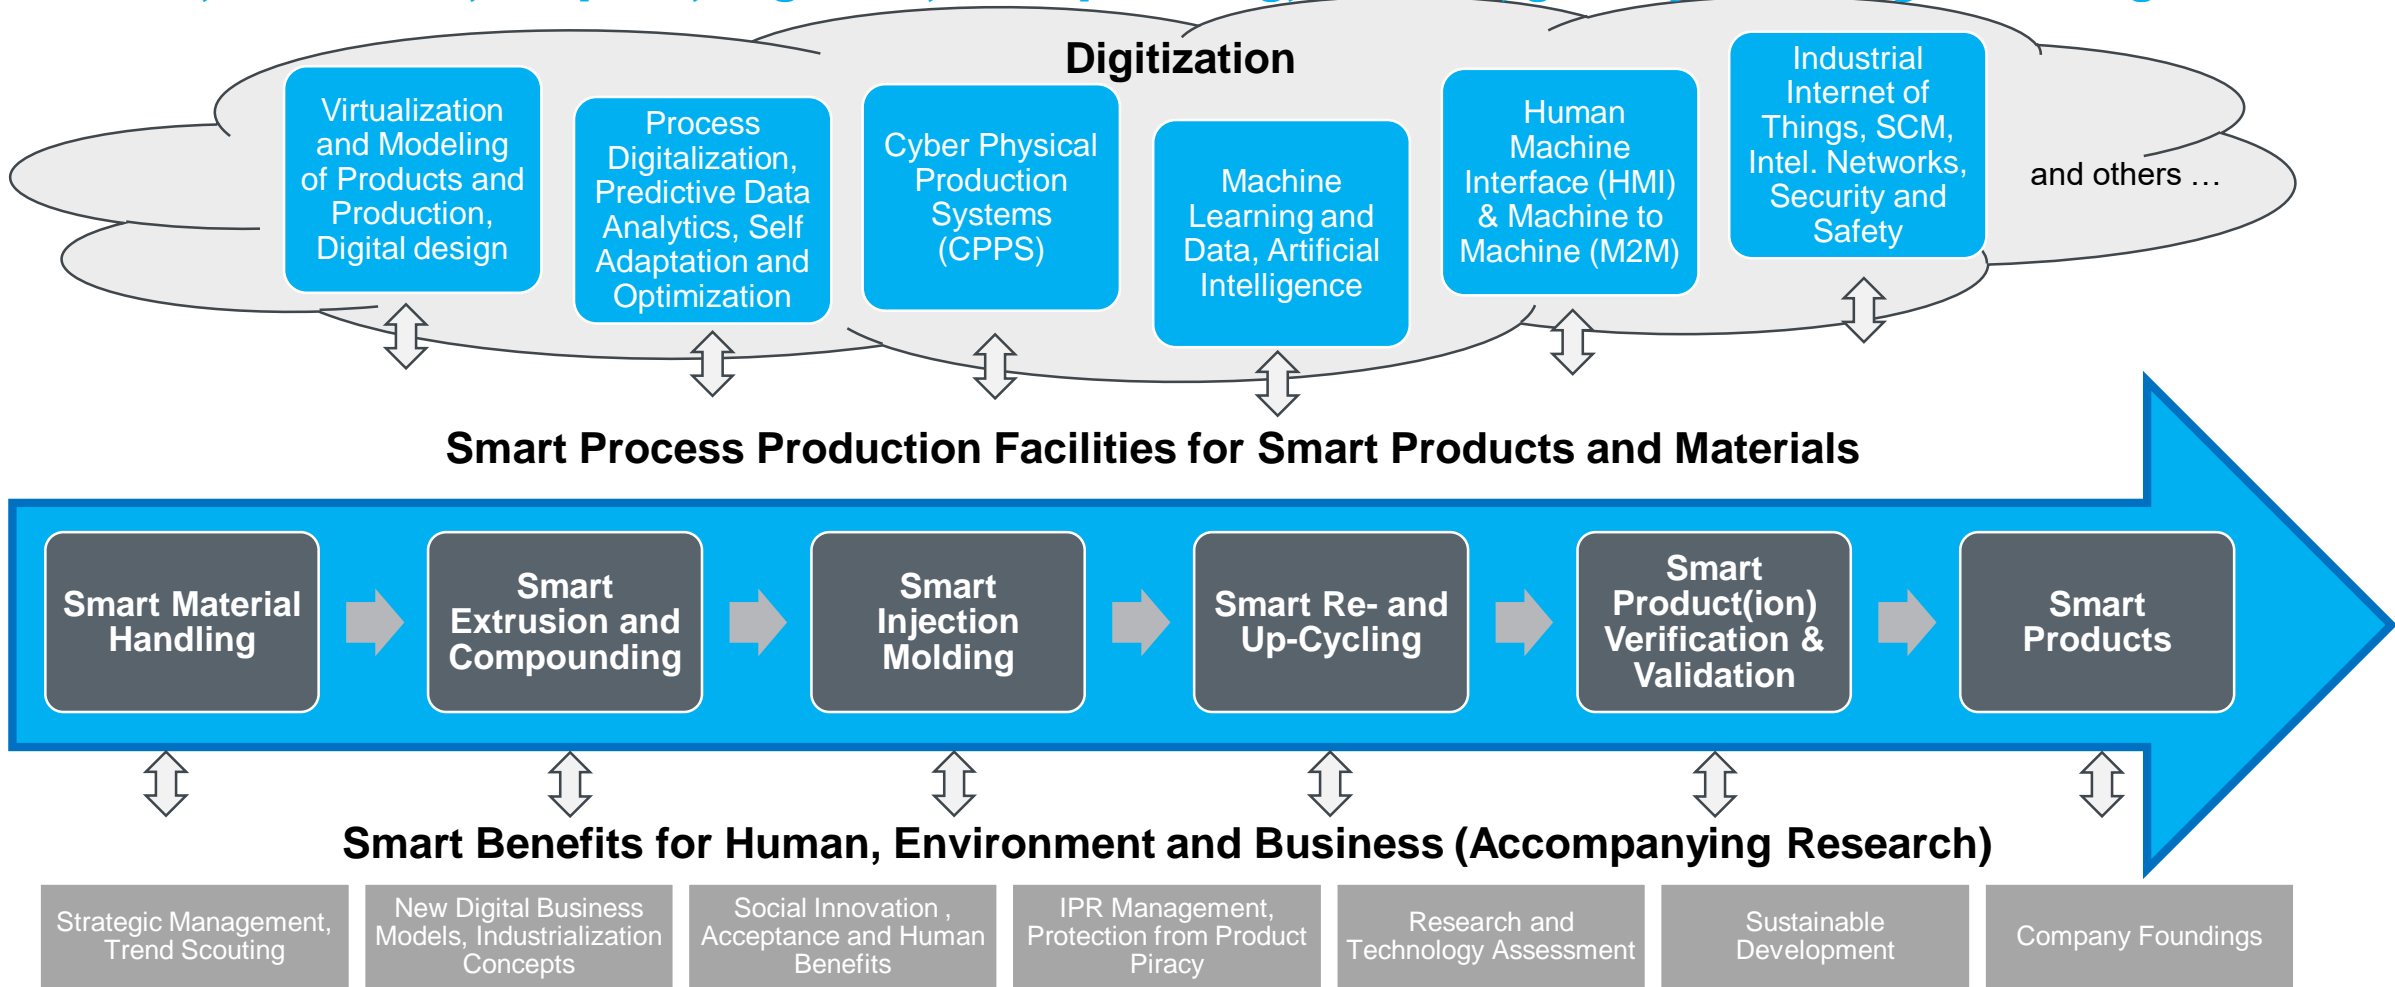 Digitization
Virtualization
and Modeling
of Products and
Production,
Digital design
Process
Digitalization,
Predictive Data
Analytics, Self
Adaptation and
Optimization
Cyber Physical
Production
Systems
(CPPS)
Machine
Learning and
Data, Artificial
Intelligence
Human
Machine
Interface (HMI)
& Machine to
Machine (M2M)
Industrial
Internet of
Things, SCM,
Intel. Networks,
Security and
Safety
and others …
Smart Process Production Facilities for Smart Products and Materials
Smart Material
Handling
Smart
Extrusion and
Compounding
Smart
Injection
Molding
Smart Re- and
Up-Cycling
Smart
Product(ion)
Verification &
Validation
Smart
Products
Smart Benefits for Human, Environment and Business (Accompanying Research)
Strategic Management,
Trend Scouting
New Digital Business
Models, Industrialization
Concepts
Social Innovation ,
Acceptance and Human
Benefits
IPR Management,
Protection from Product
Piracy
Research and
Technology Assessment
Sustainable
Development
Company Foundings